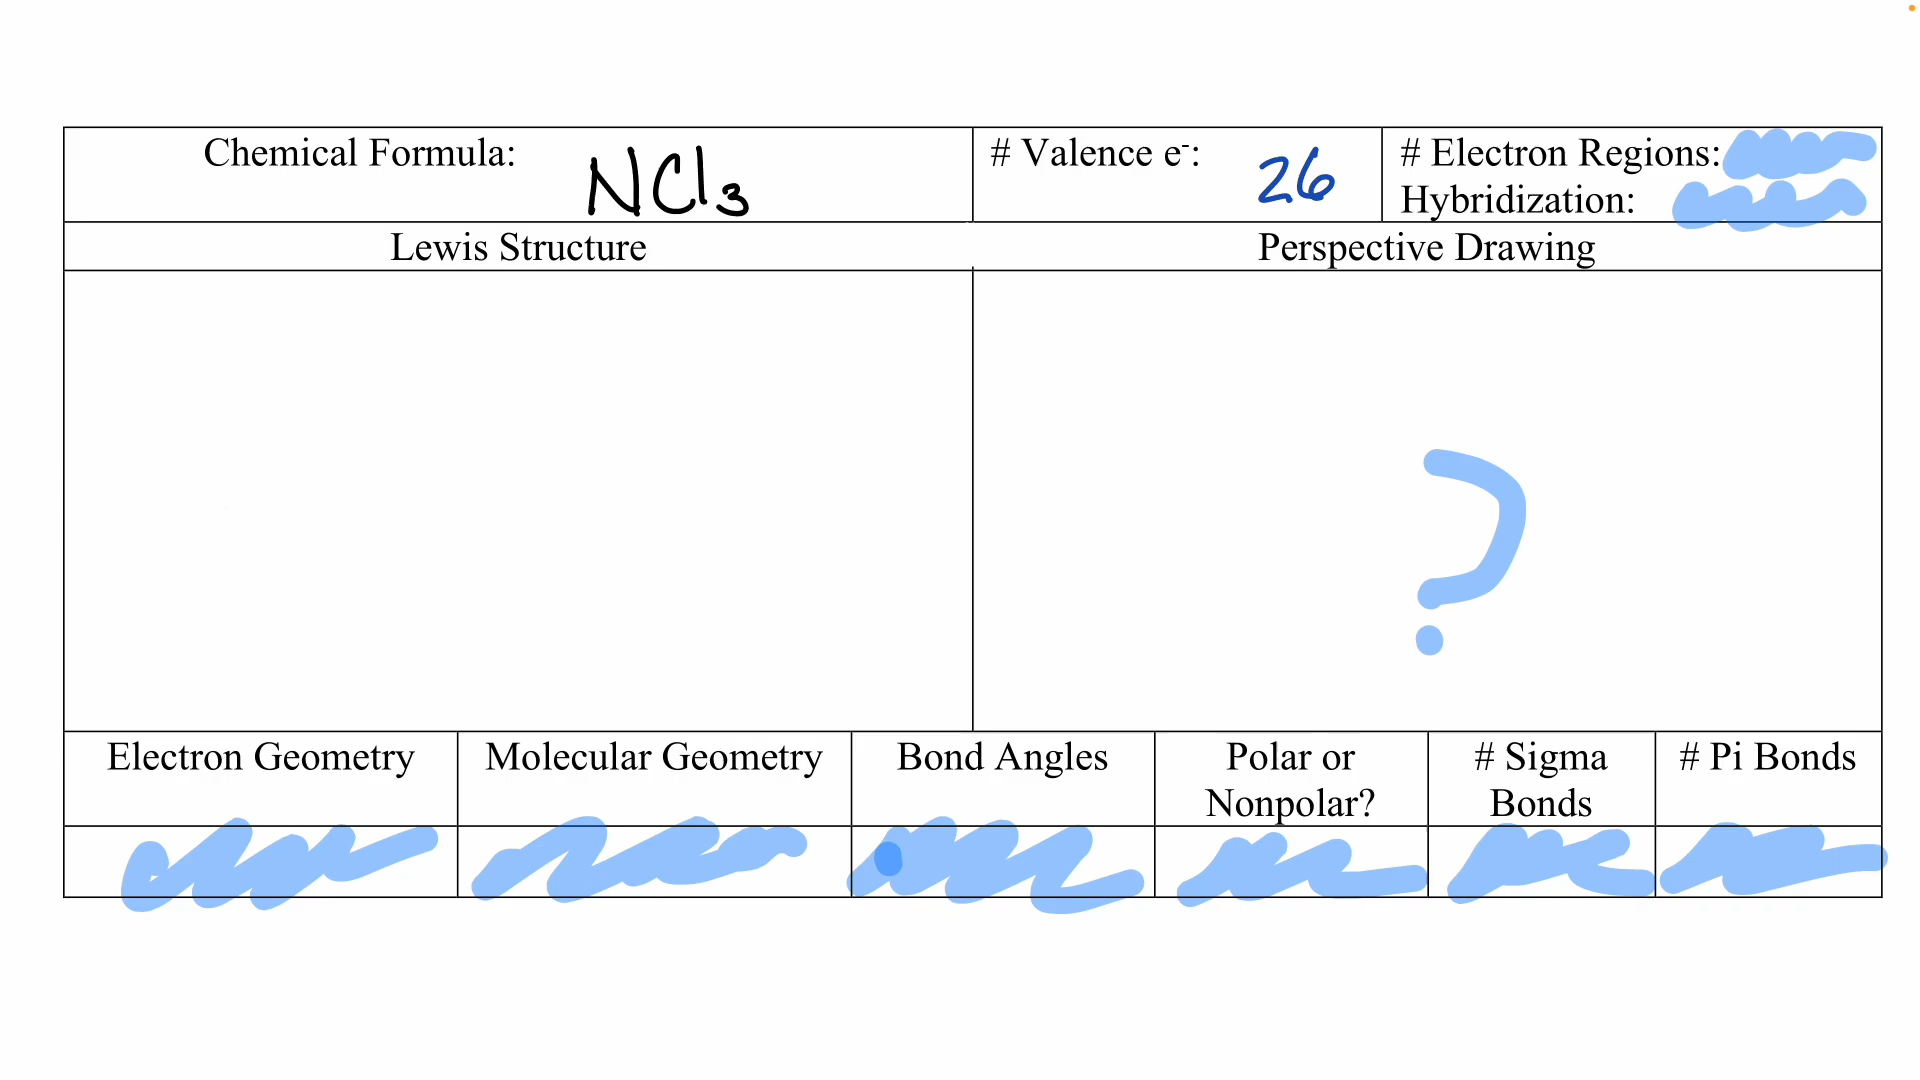 Chemical Formula: NCl₃
# Valence e⁻: 26
# Electron Regions:
Hybridization:
Lewis Structure
Perspective Drawing
?
Electron Geometry
Molecular Geometry
Bond Angles
Polar or
Nonpolar?
# Sigma
Bonds
# Pi Bonds